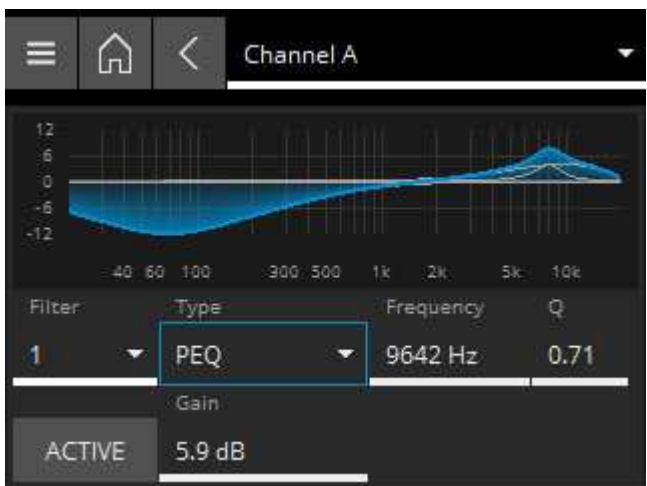 Channel A
12
6
0
-6
-12
40 60 100 300 500 1k 2k 5k 10k
Filter Type Frequency Q
1 PEQ 9642 Hz 0.71
Gain
ACTIVE 5.9 dB